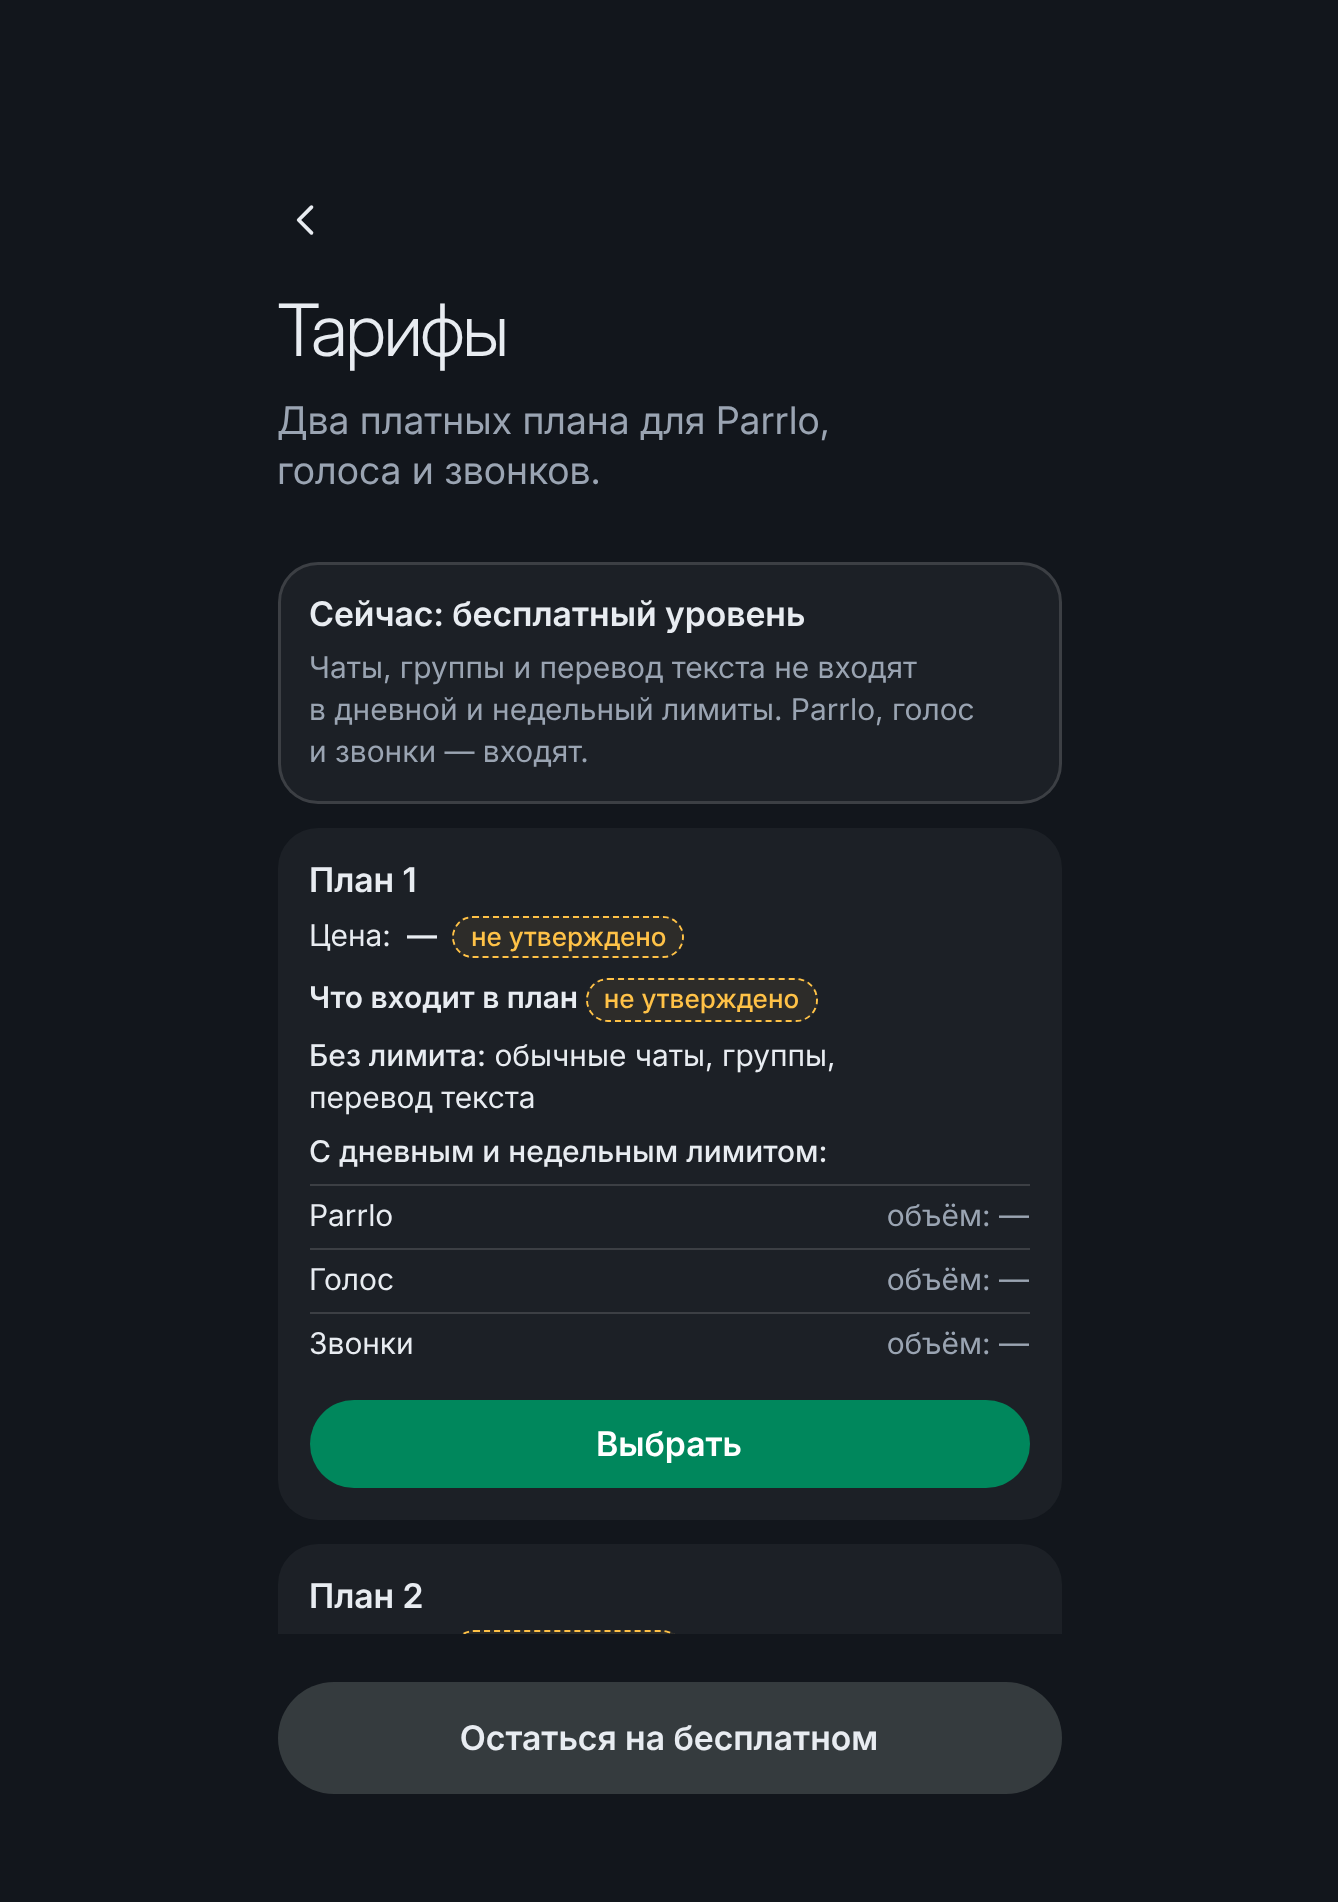 Тарифы
Два платных плана для Parrlo,
голоса и звонков.
Сейчас: бесплатный уровень
Чаты, группы и перевод текста не входят
в дневной и недельный лимиты. Parrlo, голос
и звонки — входят.
План 1
Цена: — не утверждено
Что входит в план не утверждено
Без лимита: обычные чаты, группы,
перевод текста
С дневным и недельным лимитом:
Parrlo объём: —
Голос объём: —
Звонки объём: —
Выбрать
План 2
Остаться на бесплатном